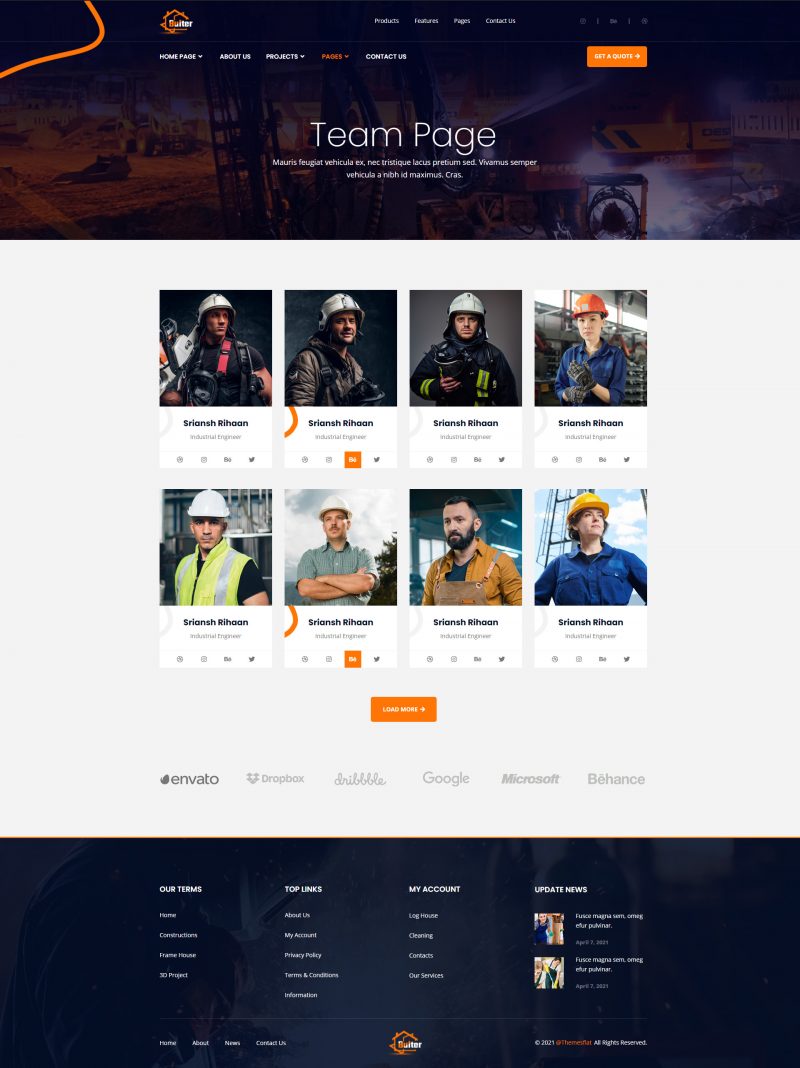 Buiter
Products Features Pages Contact Us
HOME PAGE ABOUT US PROJECTS PAGES CONTACT US
GET A QUOTE
Team Page
Mauris feugiat vehicula ex, nec tristique lacus pretium sed. Vivamus semper
vehicula a nibh id maximus. Cras.
Sriansh Rihaan
Industrial Engineer
Bē
Sriansh Rihaan
Industrial Engineer
Bē
Sriansh Rihaan
Industrial Engineer
Bē
Sriansh Rihaan
Industrial Engineer
Bē
Sriansh Rihaan
Industrial Engineer
Bē
Sriansh Rihaan
Industrial Engineer
Bē
Sriansh Rihaan
Industrial Engineer
Bē
Sriansh Rihaan
Industrial Engineer
Bē
LOAD MORE
envato Dropbox dribbble Google Microsoft Bēhance
OUR TERMS
Home
Constructions
Frame House
3D Project
TOP LINKS
About Us
My Account
Privacy Policy
Terms & Conditions
Information
MY ACCOUNT
Log House
Cleaning
Contacts
Our Services
UPDATE NEWS
Fusce magna sem, omeg
efur pulvinar.
April 7, 2021
Fusce magna sem, omeg
efur pulvinar.
April 7, 2021
Home About News Contact Us
Buiter
© 2021 @Themesflat. All Rights Reserved.